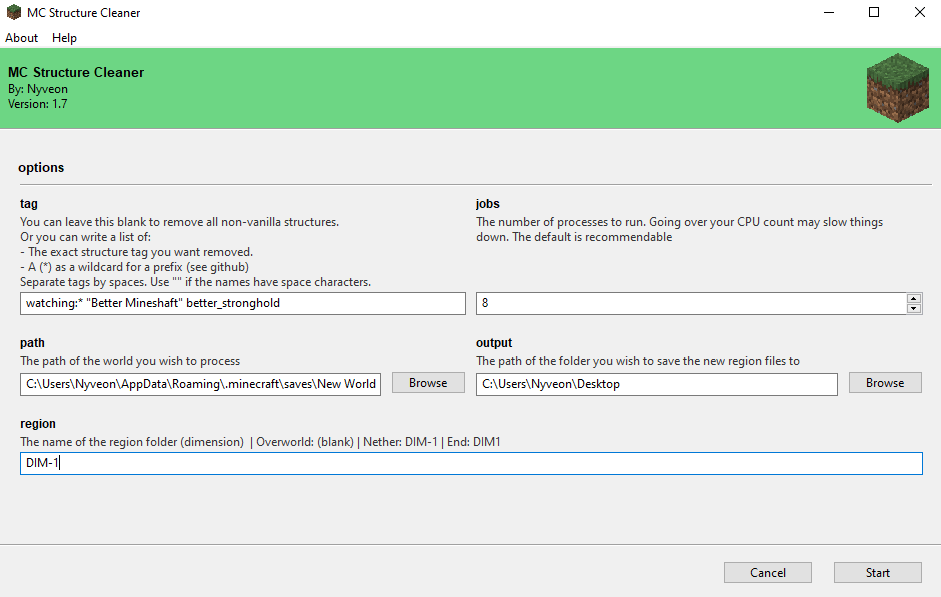 MC Structure Cleaner
About Help
MC Structure Cleaner
By: Nyveon
Version: 1.7
options
tag
You can leave this blank to remove all non-vanilla structures.
Or you can write a list of:
- The exact structure tag you want removed.
- A (*) as a wildcard for a prefix (see github)
Separate tags by spaces. Use "" if the names have space characters.
watching:* "Better Mineshaft" better_stronghold
jobs
The number of processes to run. Going over your CPU count may slow things
down. The default is recommendable
8
path
The path of the world you wish to process
C:\Users\Nyveon\AppData\Roaming\.minecraft\saves\New World
Browse
output
The path of the folder you wish to save the new region files to
C:\Users\Nyveon\Desktop
Browse
region
The name of the region folder (dimension) | Overworld: (blank) | Nether: DIM-1 | End: DIM1
DIM-1
Cancel
Start